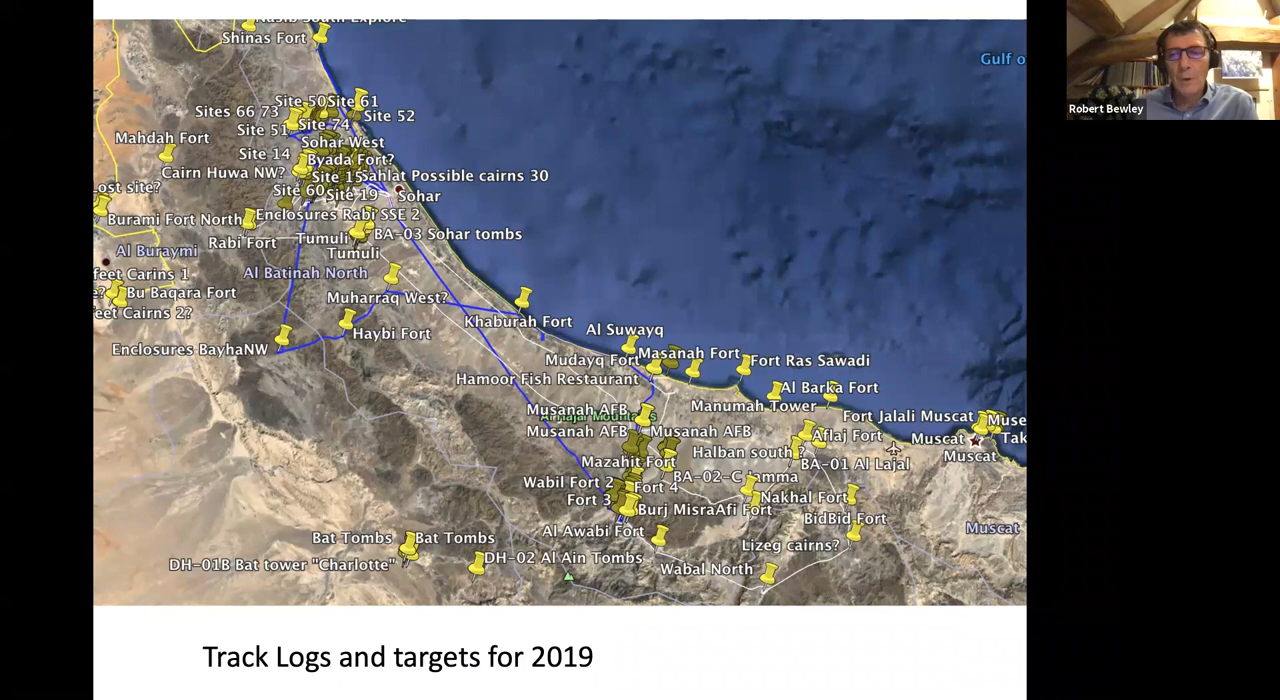 Nasib South Explore
Shinas Fort
Gulf o
Robert Bewley
Site 50
Site 61
Sites 66 73
Site 52
Site 51
Site 74
Mahdah Fort
Sohar West
Site 14
Byada Fort?
Cairn Huwa NW?
Site 15
Sahlat Possible cairns 30
ost site?
Site 60
Site 19
Sohar
Burami Fort North
Enclosures Rabi SSE 2
Rabi Fort
Tumuli
BA-03 Sohar tombs
Al Buraymi
Tumuli
feet Carins 1
Al Batinah North
e?
Bu Baqara Fort
Muharraq West?
eet Cairns 2?
Khaburah Fort
Haybi Fort
Al Suwayq
Enclosures BayhaNW
Mudayq Fort
Masanah Fort
Fort Ras Sawadi
Hamoor Fish Restaurant
Al Barka Fort
Musanah AFB
Manumah Tower
Fort Jalali Muscat
Muse
Musanah AFB
Musanah AFB
Aflaj Fort
Muscat
Tak
Halban south ?
Muscat
Mazahit Fort
BA-01 Al Lajal
Wabil Fort 2
Fort 4
Fort 3
Nakhal Fort
Burj MisraAfi Fort
BidBid Fort
Al Awabi Fort
Muscat
Bat Tombs
Bat Tombs
Lizeg cairns?
DH-01B Bat tower "Charlotte"
DH-02 Al Ain Tombs
Wabal North
Track Logs and targets for 2019